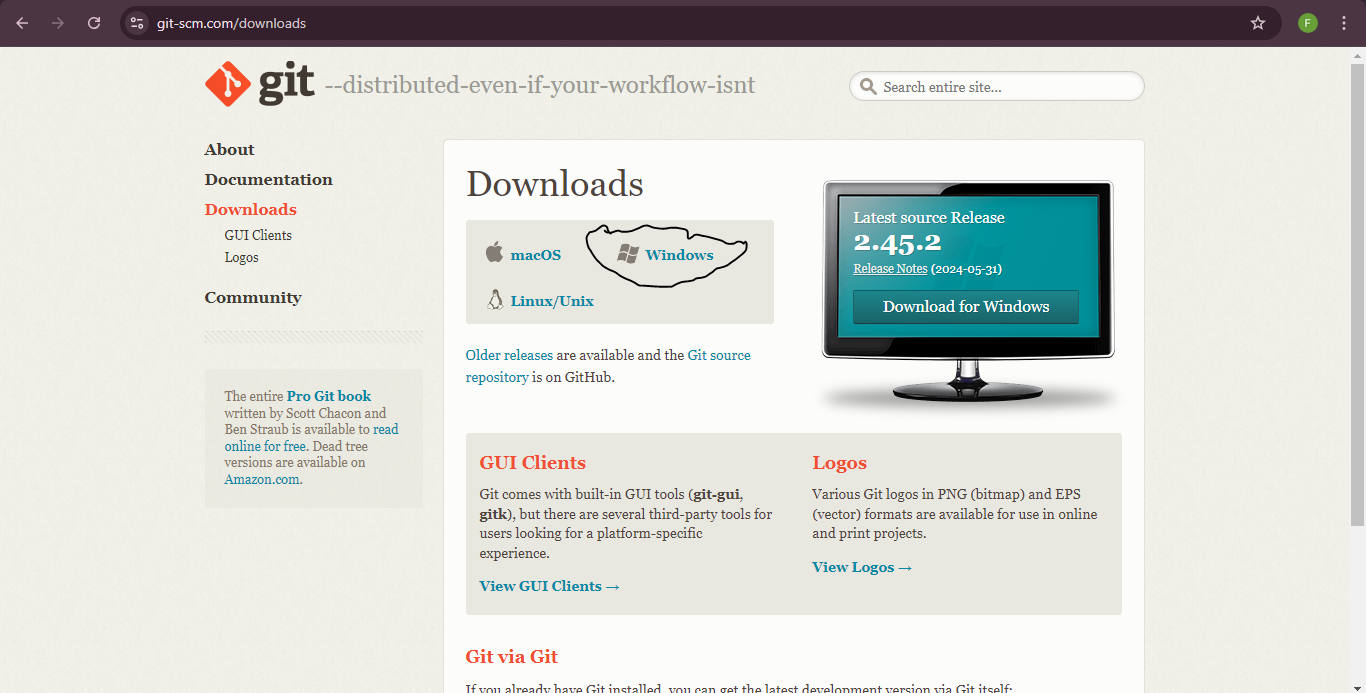 git-scm.com/downloads
F
git --distributed-even-if-your-workflow-isnt
Search entire site...
About
Documentation
Downloads
GUI Clients
Logos
Community
The entire Pro Git book
written by Scott Chacon and
Ben Straub is available to read
online for free. Dead tree
versions are available on
Amazon.com.
Downloads
macOS
Windows
Linux/Unix
Older releases are available and the Git source
repository is on GitHub.
Latest source Release
2.45.2
Release Notes (2024-05-31)
Download for Windows
GUI Clients
Git comes with built-in GUI tools (git-gui,
gitk), but there are several third-party tools for
users looking for a platform-specific
experience.
View GUI Clients →
Logos
Various Git logos in PNG (bitmap) and EPS
(vector) formats are available for use in online
and print projects.
View Logos →
Git via Git
If you already have Git installed, you can get the latest development version via Git itself: